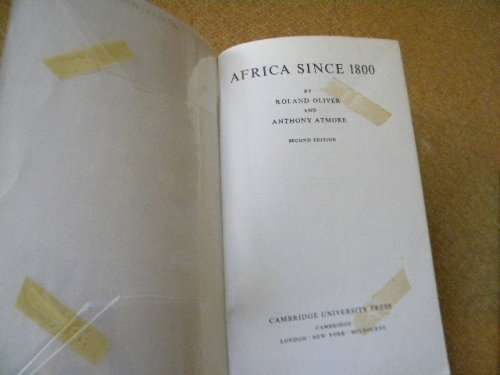 AFRICA SINCE 1800
BY
ROLAND OLIVER
AND
ANTHONY ATMORE
SECOND EDITION
CAMBRIDGE UNIVERSITY PRESS
CAMBRIDGE
LONDON · NEW YORK · MELBOURNE